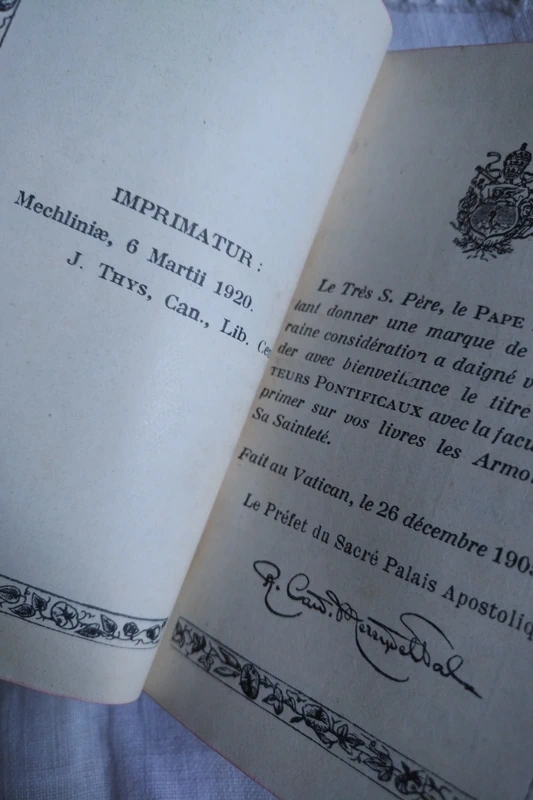 IMPRIMATUR:
Mechliniæ, 6 Martii 1920.
J. THYS, Can., Lib.
Le Très S. Père, le PAPE
tant donner une marque de
raine considération a daigné
der avec bienveillance le titre
TEURS PONTIFICAUX avec la facu
primer sur vos livres les Armo
Sa Sainteté.
Fait au Vatican, le 26 décembre 190
Le Préfet du Sacré Palais Apostoliq